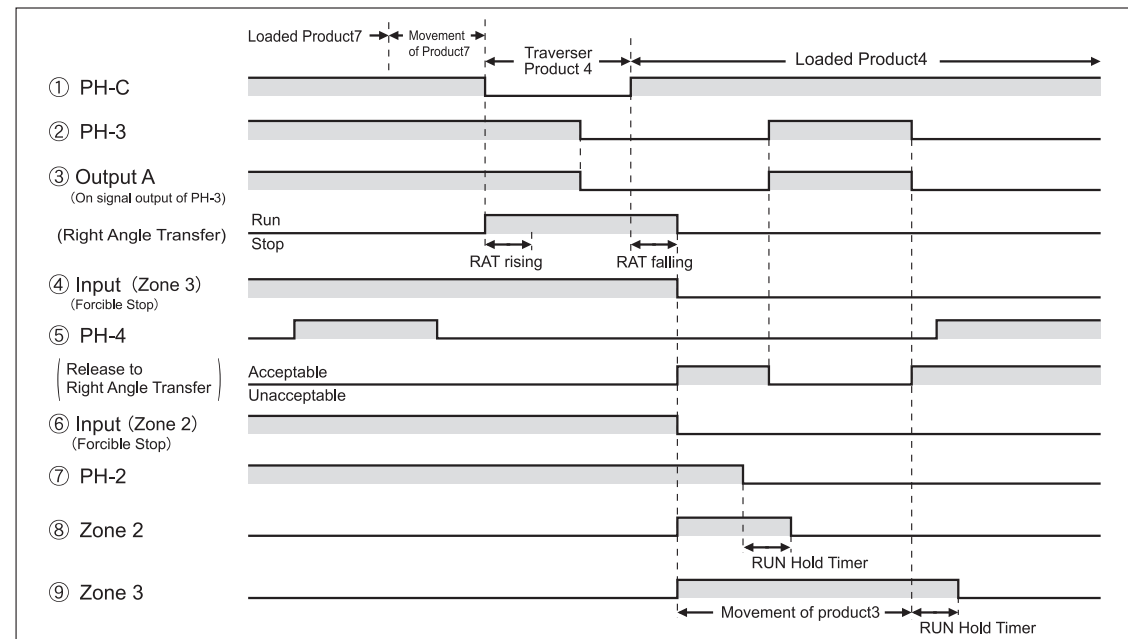 Loaded Product7
Movement
of Product7
Traverser
Product 4
Loaded Product4
① PH-C
② PH-3
③ Output A
(On signal output of PH-3)
(Right Angle Transfer)
Run
Stop
RAT rising
RAT falling
④ Input (Zone 3)
(Forcible Stop)
⑤ PH-4
(Release to
Right Angle Transfer)
Acceptable
Unacceptable
⑥ Input (Zone 2)
(Forcible Stop)
⑦ PH-2
⑧ Zone 2
RUN Hold Timer
⑨ Zone 3
Movement of product3
RUN Hold Timer